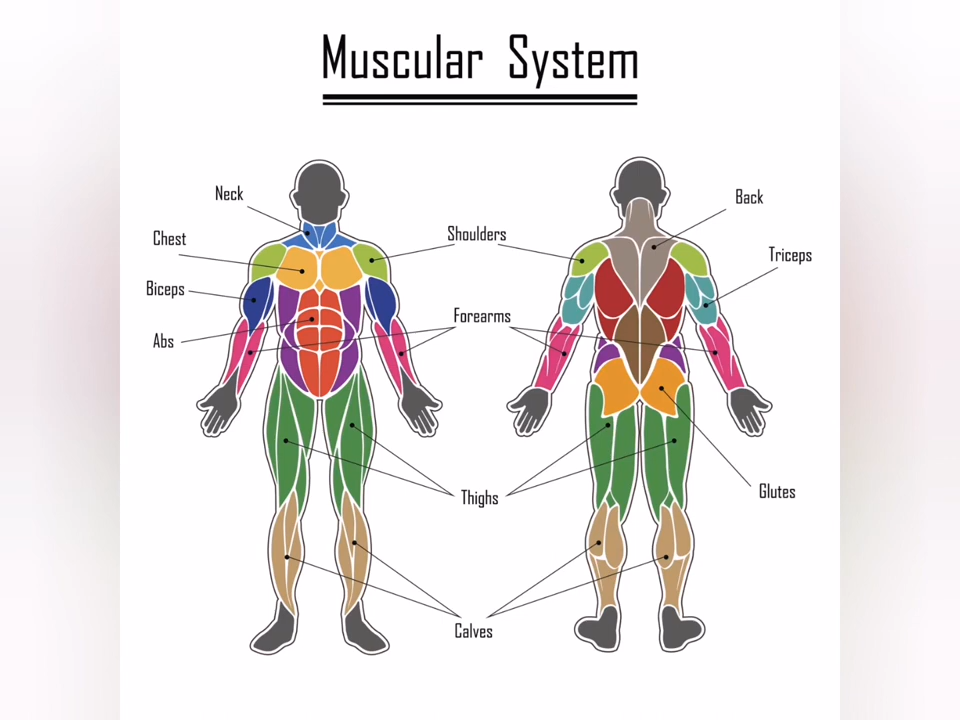 Muscular System
Neck
Back
Chest
Shoulders
Triceps
Biceps
Forearms
Abs
Thighs
Glutes
Calves